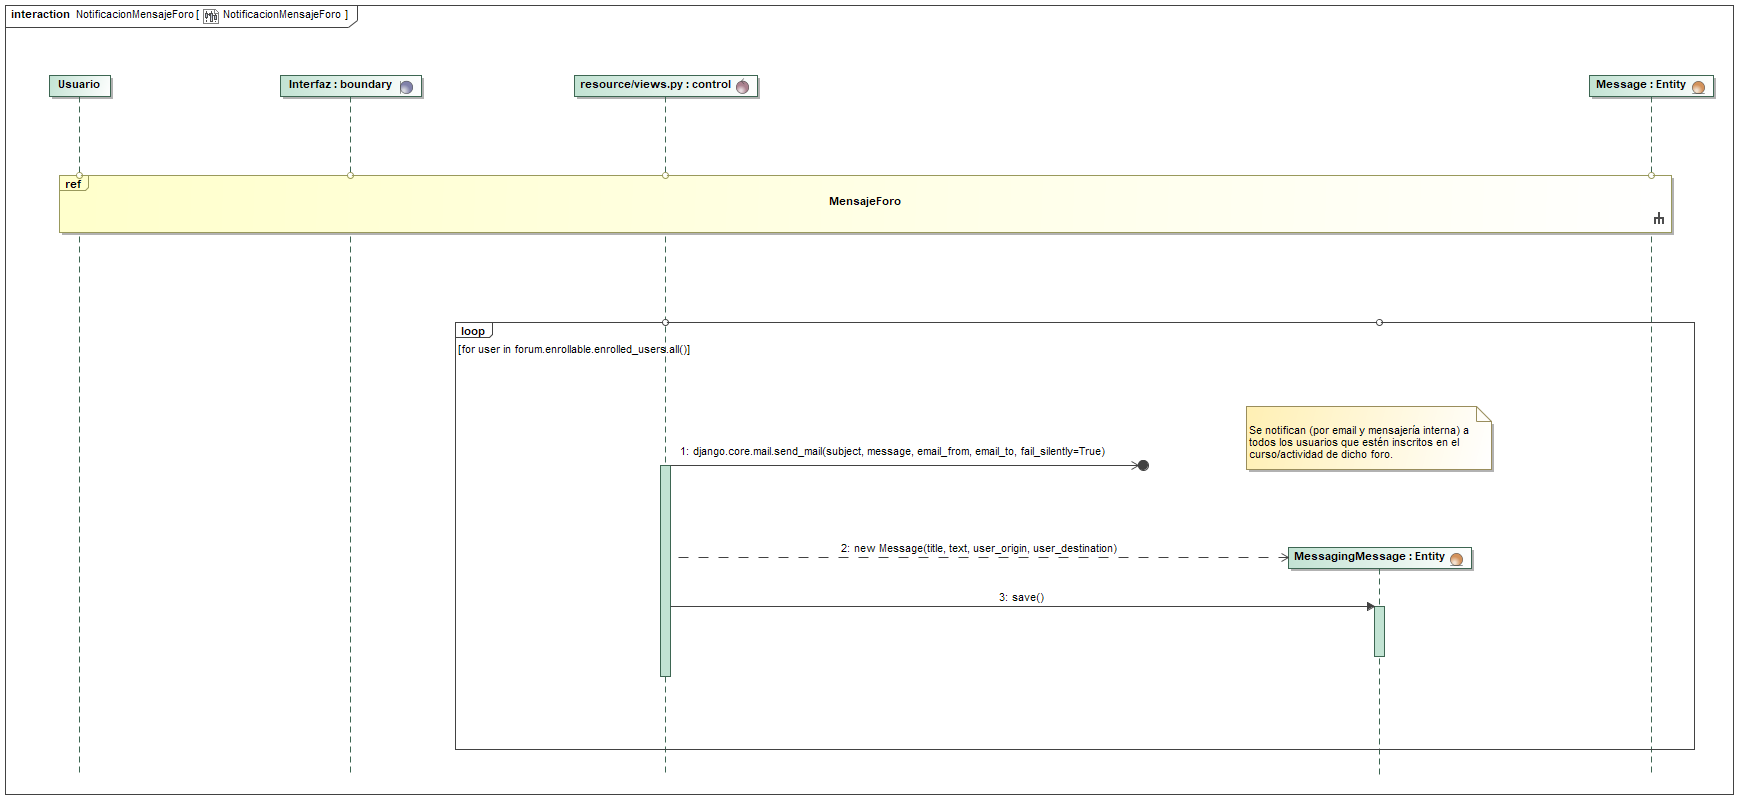 interaction NotificacionMensajeForo [ NotificacionMensajeForo ]
Usuario
Interfaz : boundary
resource/views.py : control
Message : Entity
ref
MensajeForo
loop
[for user in forum.enrollable.enrolled_users.all()]
Se notifican (por email y mensajería interna) a
todos los usuarios que estén inscritos en el
curso/actividad de dicho foro.
1: django.core.mail.send_mail(subject, message, email_from, email_to, fail_silently=True)
2: new Message(title, text, user_origin, user_destination)
MessagingMessage : Entity
3: save()